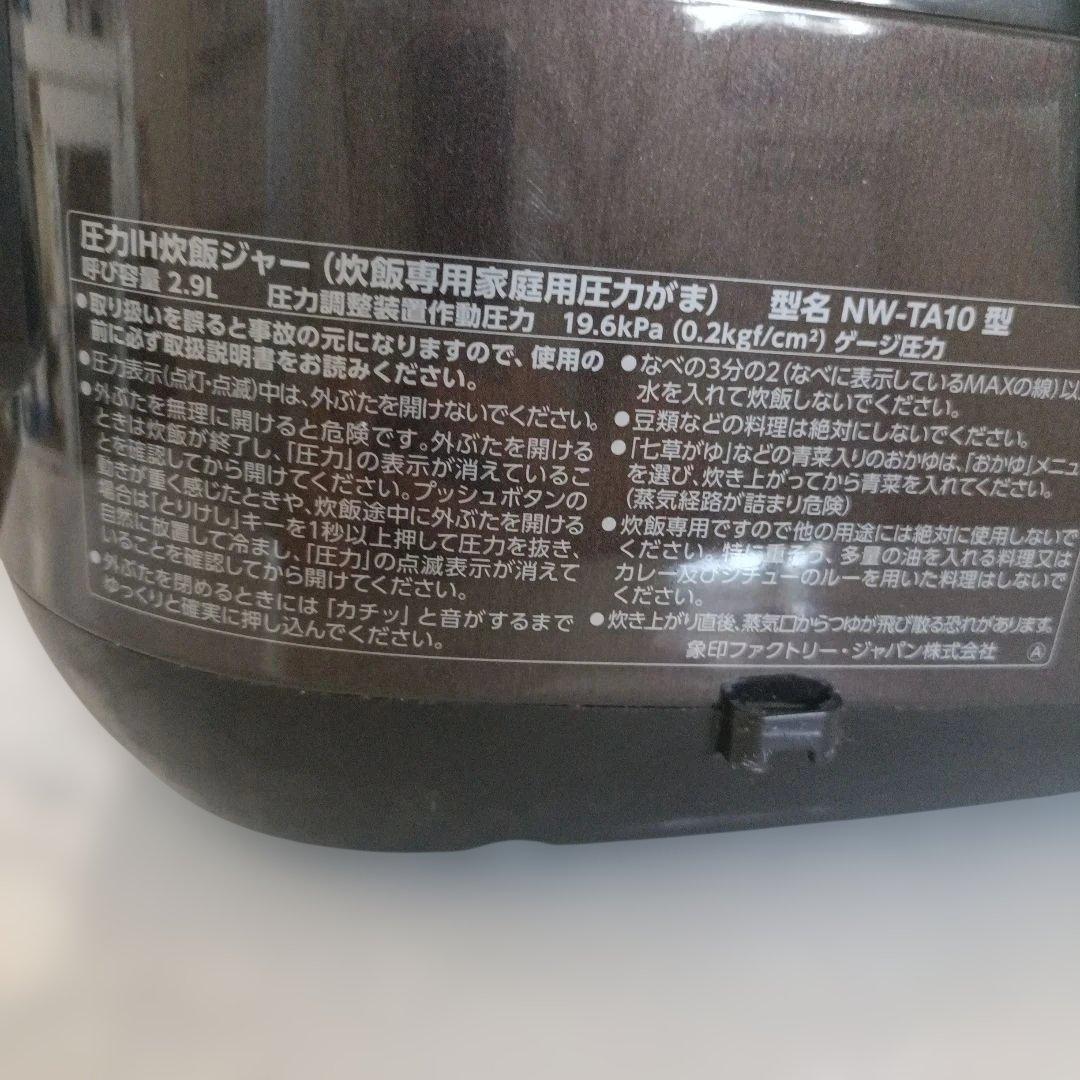 圧力IH炊飯ジャー（炊飯専用家庭用圧力がま） 型名 NW-TA10 型
呼び容量 2.9L 圧力調整装置作動圧力 19.6kPa (0.2kgf/cm²) ゲージ圧力
●取り扱いを誤ると事故の元になりますので、使用の
前に必ず取扱説明書をお読みください。
●圧力表示(点灯・点滅)中は、外ぶたを開けないでください。
●外ぶたを無理に開けると危険です。外ぶたを開ける
ときは炊飯が終了し、「圧力」の表示が消えているこ
とを確認してから開けてください。プッシュボタンの
動きが重く感じたときや、炊飯途中に外ぶたを開ける
場合は「とりけし」キーを1秒以上押して圧力を抜き、
自然に放置して冷まし、「圧力」の点滅表示が消えて
いることを確認してから開けてください。
●外ぶたを閉めるときには「カチッ」と音がするまで
ゆっくりと確実に押し込んでください。
●なべの3分の2(なべに表示しているMAXの線)以
水を入れて炊飯しないでください。
●豆類などの料理は絶対にしないでください。
●「七草がゆ」などの青菜入りのおかゆは、「おかゆ」メニュ
を選び、炊き上がってから青菜を入れてください。
(蒸気経路が詰まり危険)
●炊飯専用ですので他の用途には絶対に使用しないで
ください。特に重そう、多量の油を入れる料理又は
カレー及びシチューのルーを用いた料理はしないで
ください。
●炊き上がり直後、蒸気口からつゆが飛び散る恐れがあります。
象印ファクトリー・ジャパン株式会社 Ⓐ